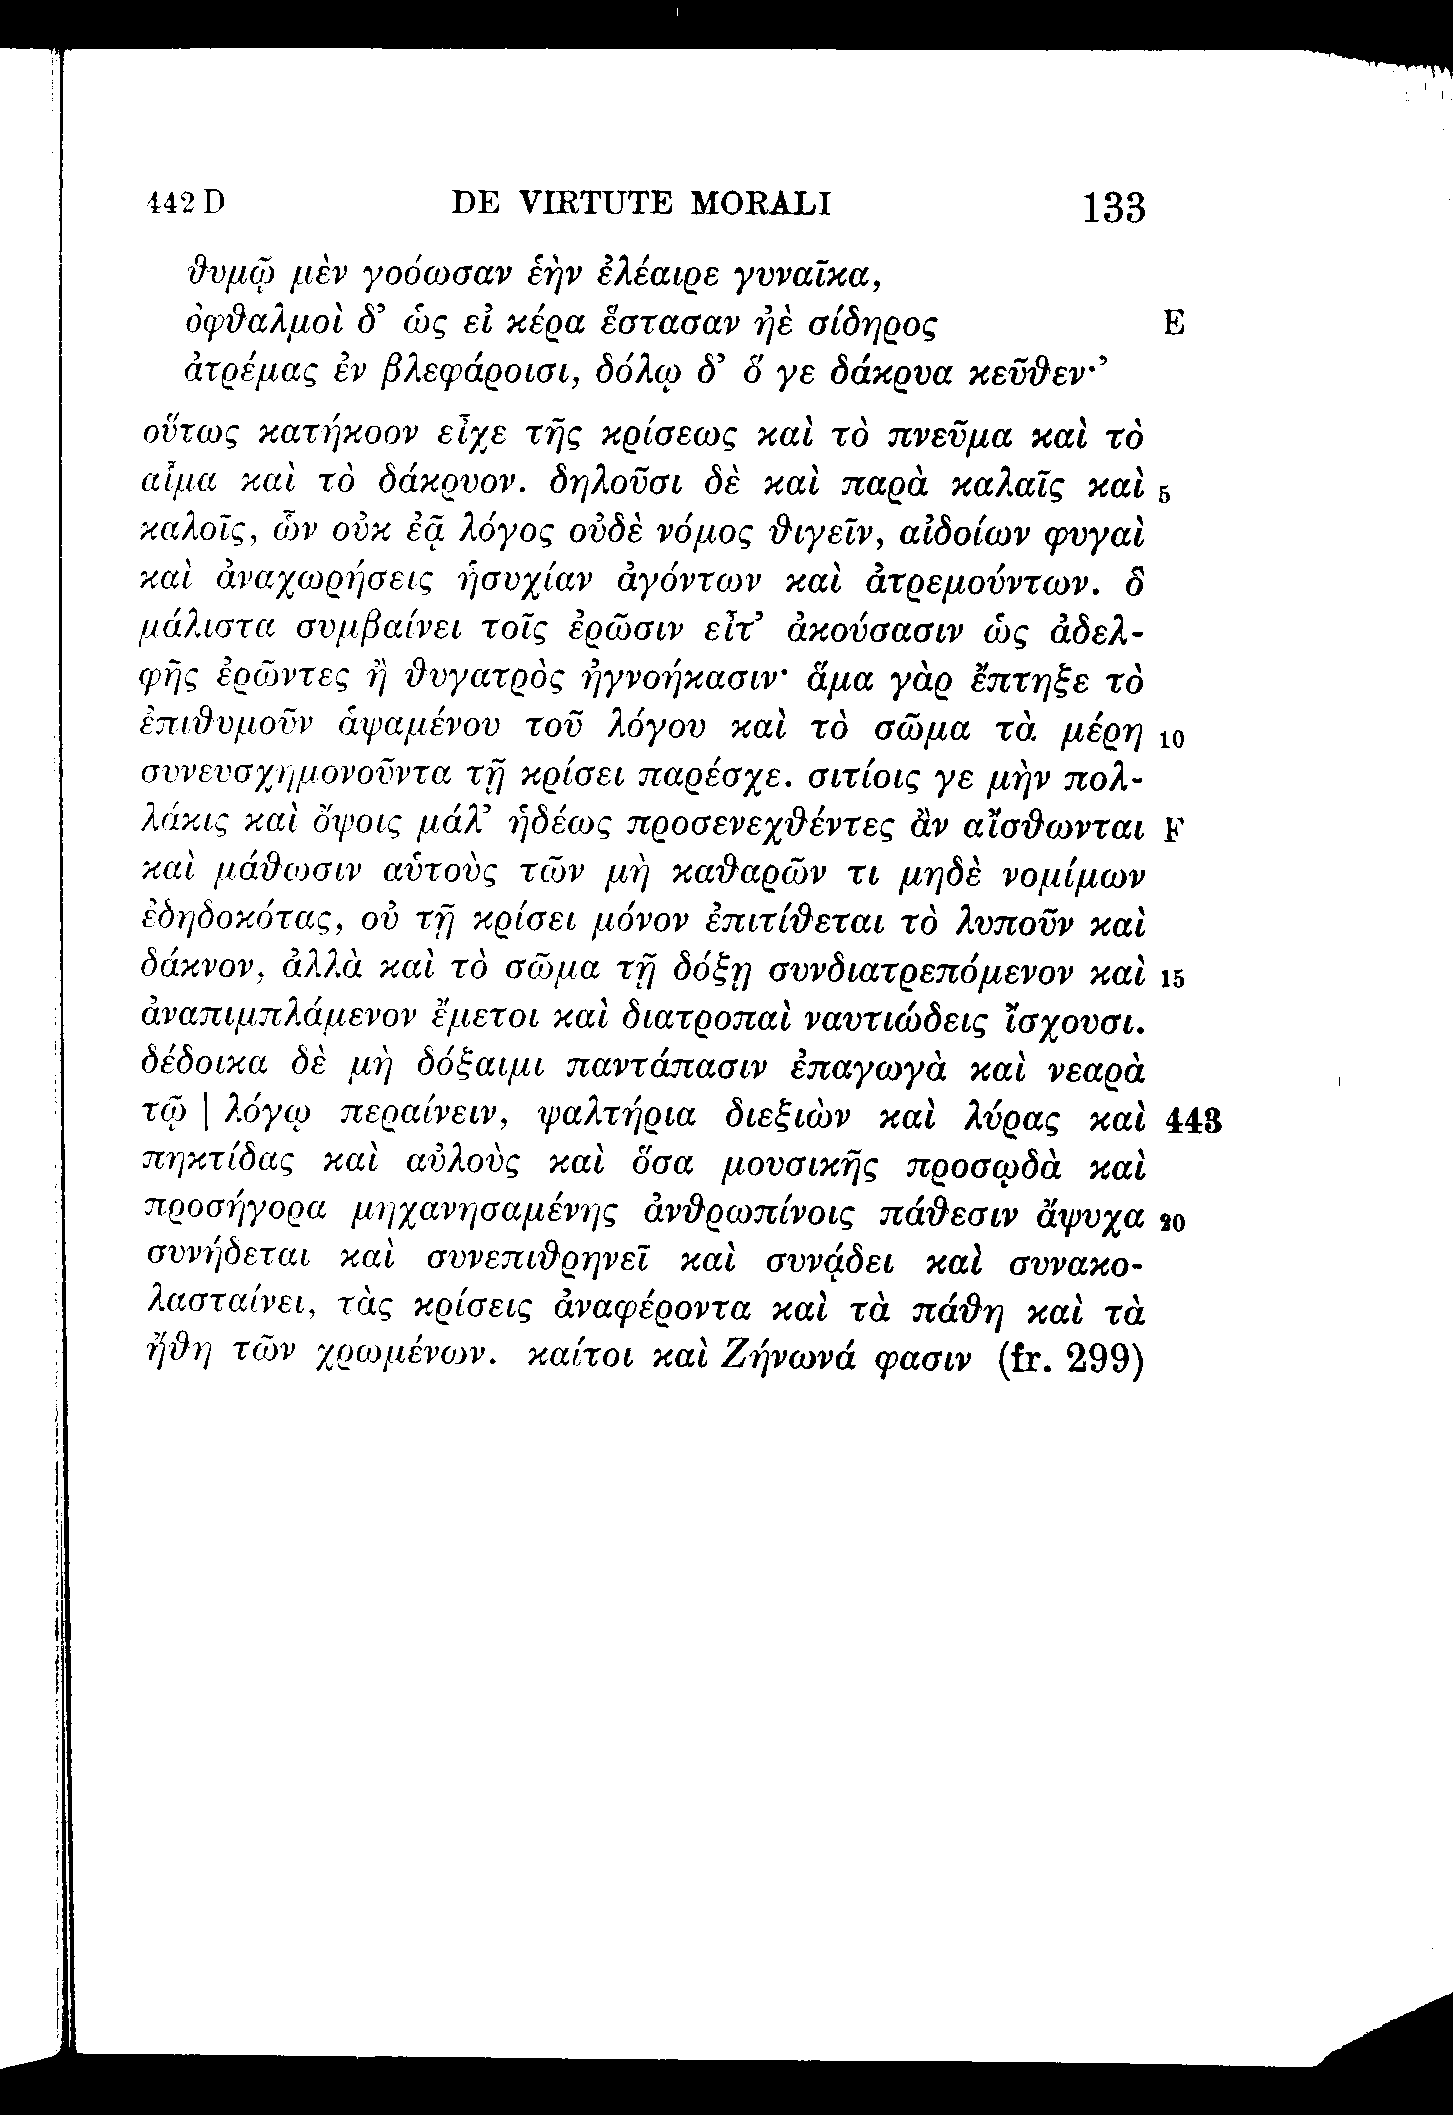 442 D DE VIRTUTE MORALI 133
θυμῷ μὲν γοόωσαν ἑὴν ἐλέαιρε γυναῖκα,
ὀφθαλμοὶ δ’ ὡς εἰ κέρα ἕστασαν ἠὲ σίδηρος E
ἀτρέμας ἐν βλεφάροισι, δόλῳ δ’ ὅ γε δάκρυα κεῦθεν·’
οὕτως κατήκοον εἶχε τῆς κρίσεως καὶ τὸ πνεῦμα καὶ τὸ
αἷμα καὶ τὸ δάκρυον. δηλοῦσι δὲ καὶ παρὰ καλαῖς καὶ 5
καλοῖς, ὧν οὐκ ἐᾷ λόγος οὐδὲ νόμος θιγεῖν, αἰδοίων φυγαὶ
καὶ ἀναχωρήσεις ἡσυχίαν ἀγόντων καὶ ἀτρεμούντων. ὃ
μάλιστα συμβαίνει τοῖς ἐρῶσιν εἶτ’ ἀκούσασιν ὡς ἀδελ-
φῆς ἐρῶντες ἢ θυγατρὸς ἠγνοήκασιν· ἅμα γὰρ ἔπτηξε τὸ
ἐπιθυμοῦν ἁψαμένου τοῦ λόγου καὶ τὸ σῶμα τὰ μέρη 10
συνευσχημονοῦντα τῇ κρίσει παρέσχε. σιτίοις γε μὴν πολ-
λάκις καὶ ὄψοις μάλ’ ἡδέως προσενεχθέντες ἂν αἴσθωνται F
καὶ μάθωσιν αὑτοὺς τῶν μὴ καθαρῶν τι μηδὲ νομίμων
ἐδηδοκότας, οὐ τῇ κρίσει μόνον ἐπιτίθεται τὸ λυποῦν καὶ
δάκνον, ἀλλὰ καὶ τὸ σῶμα τῇ δόξῃ συνδιατρεπόμενον καὶ 15
ἀναπιμπλάμενον ἔμετοι καὶ διατροπαὶ ναυτιώδεις ἴσχουσι.
δέδοικα δὲ μὴ δόξαιμι παντάπασιν ἐπαγωγὰ καὶ νεαρὰ
τῷ | λόγῳ περαίνειν, ψαλτήρια διεξιὼν καὶ λύρας καὶ 443
πηκτίδας καὶ αὐλοὺς καὶ ὅσα μουσικῆς προσῳδὰ καὶ
προσήγορα μηχανησαμένης ἀνθρωπίνοις πάθεσιν ἄψυχα 20
συνήδεται καὶ συνεπιθρηνεῖ καὶ συνᾴδει καὶ συνακο-
λασταίνει, τὰς κρίσεις ἀναφέροντα καὶ τὰ πάθη καὶ τὰ
ἤθη τῶν χρωμένων. καίτοι καὶ Ζήνωνά φασιν (fr. 299)